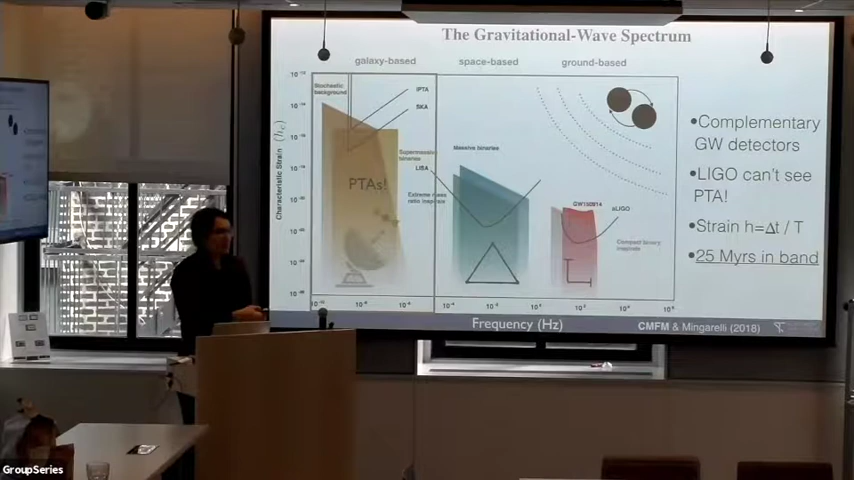 The Gravitational-Wave Spectrum
galaxy-based
space-based
ground-based
Stochastic
background
IPTA
SKA
Supermassive
binaries
LISA
Massive binaries
Extreme mass
ratio inspirals
PTAs!
GW150914
aLIGO
Compact binary
inspirals
Characteristic Strain (hc)
Frequency (Hz)
•Complementary
GW detectors
•LIGO can't see
PTA!
•Strain h=Δt / T
•25 Myrs in band
CMFM & Mingarelli (2018)
GroupSeries